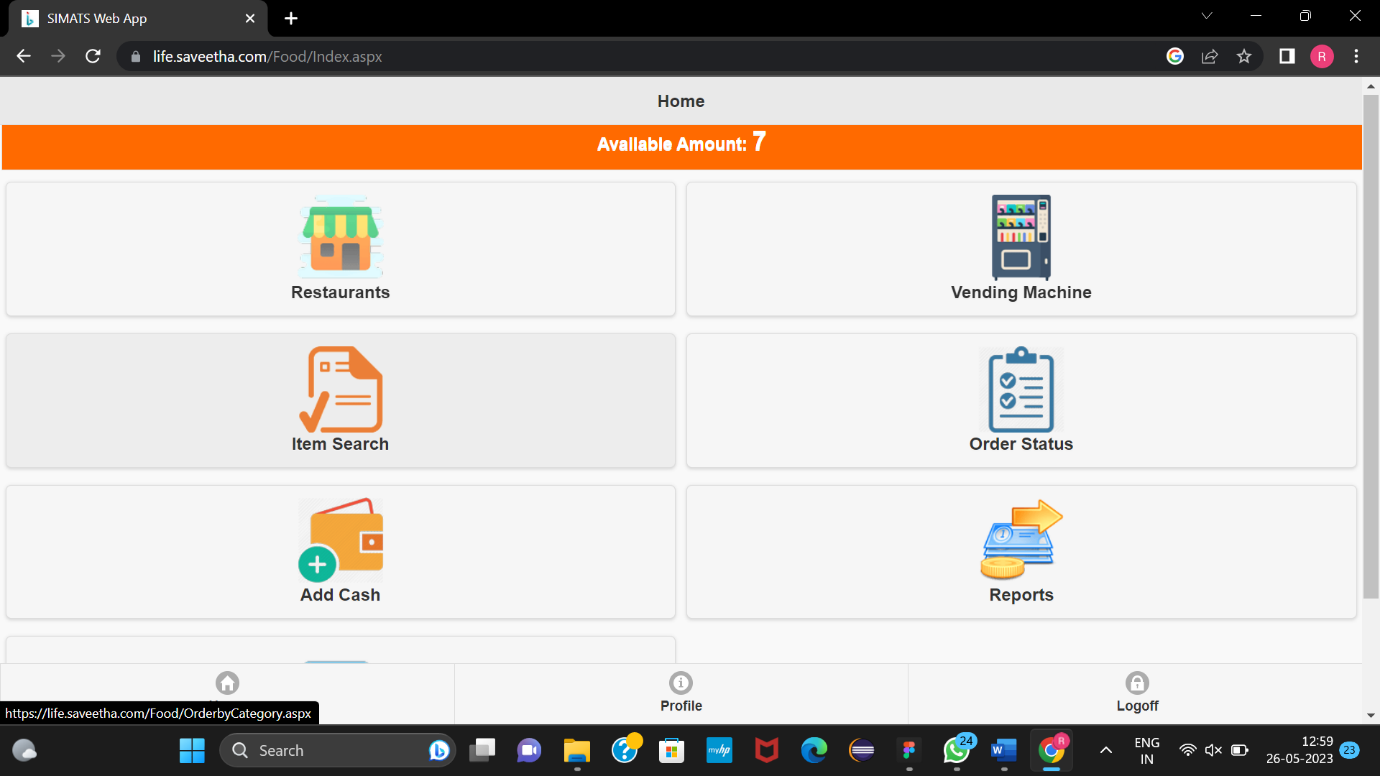 SIMATS Web App
life.saveetha.com/Food/Index.aspx
R
Home
Available Amount: 7
Restaurants
Vending Machine
Item Search
Order Status
Add Cash
Reports
Profile
Logoff
https://life.saveetha.com/Food/OrderbyCategory.aspx
Search
myhp
24
W
R
ENG
IN
12:59
26-05-2023
23